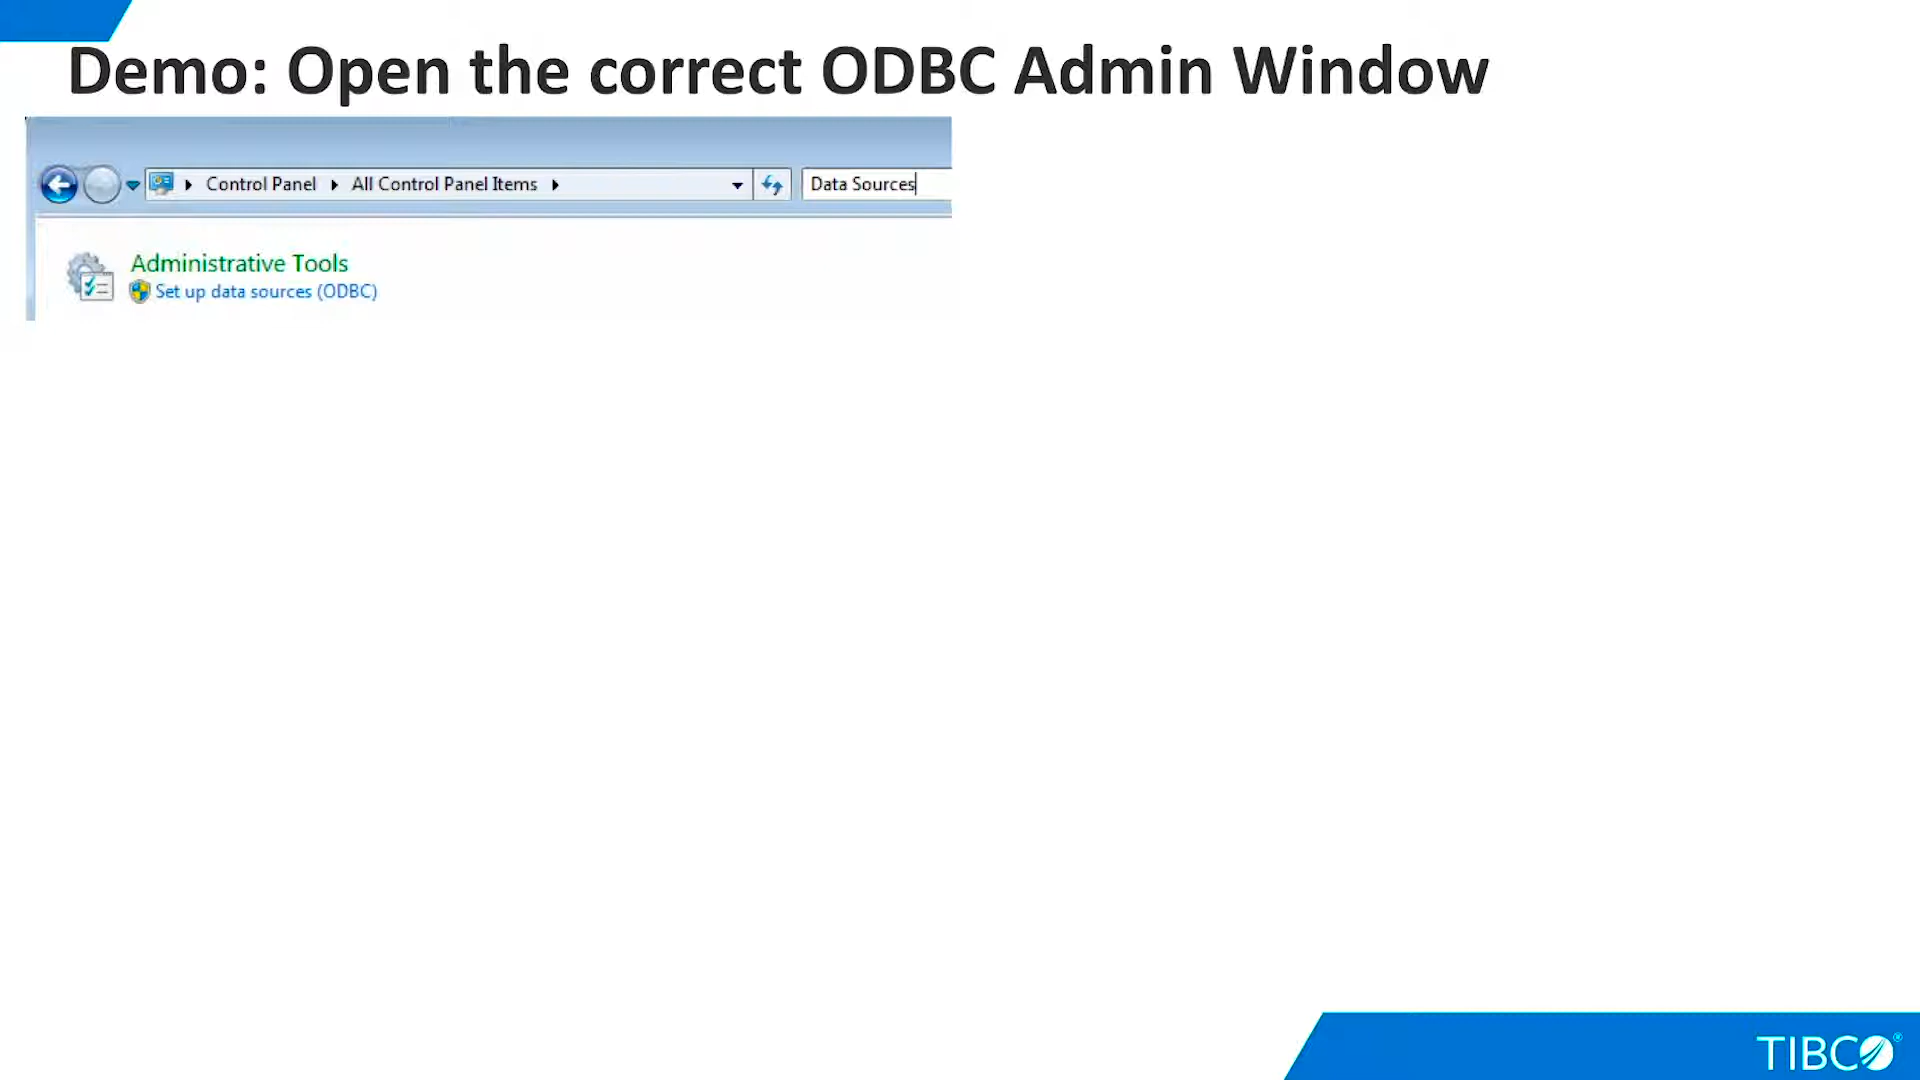 Demo: Open the correct ODBC Admin Window
Control Panel All Control Panel Items Data Sources
Administrative Tools
Set up data sources (ODBC)
TIBCO®